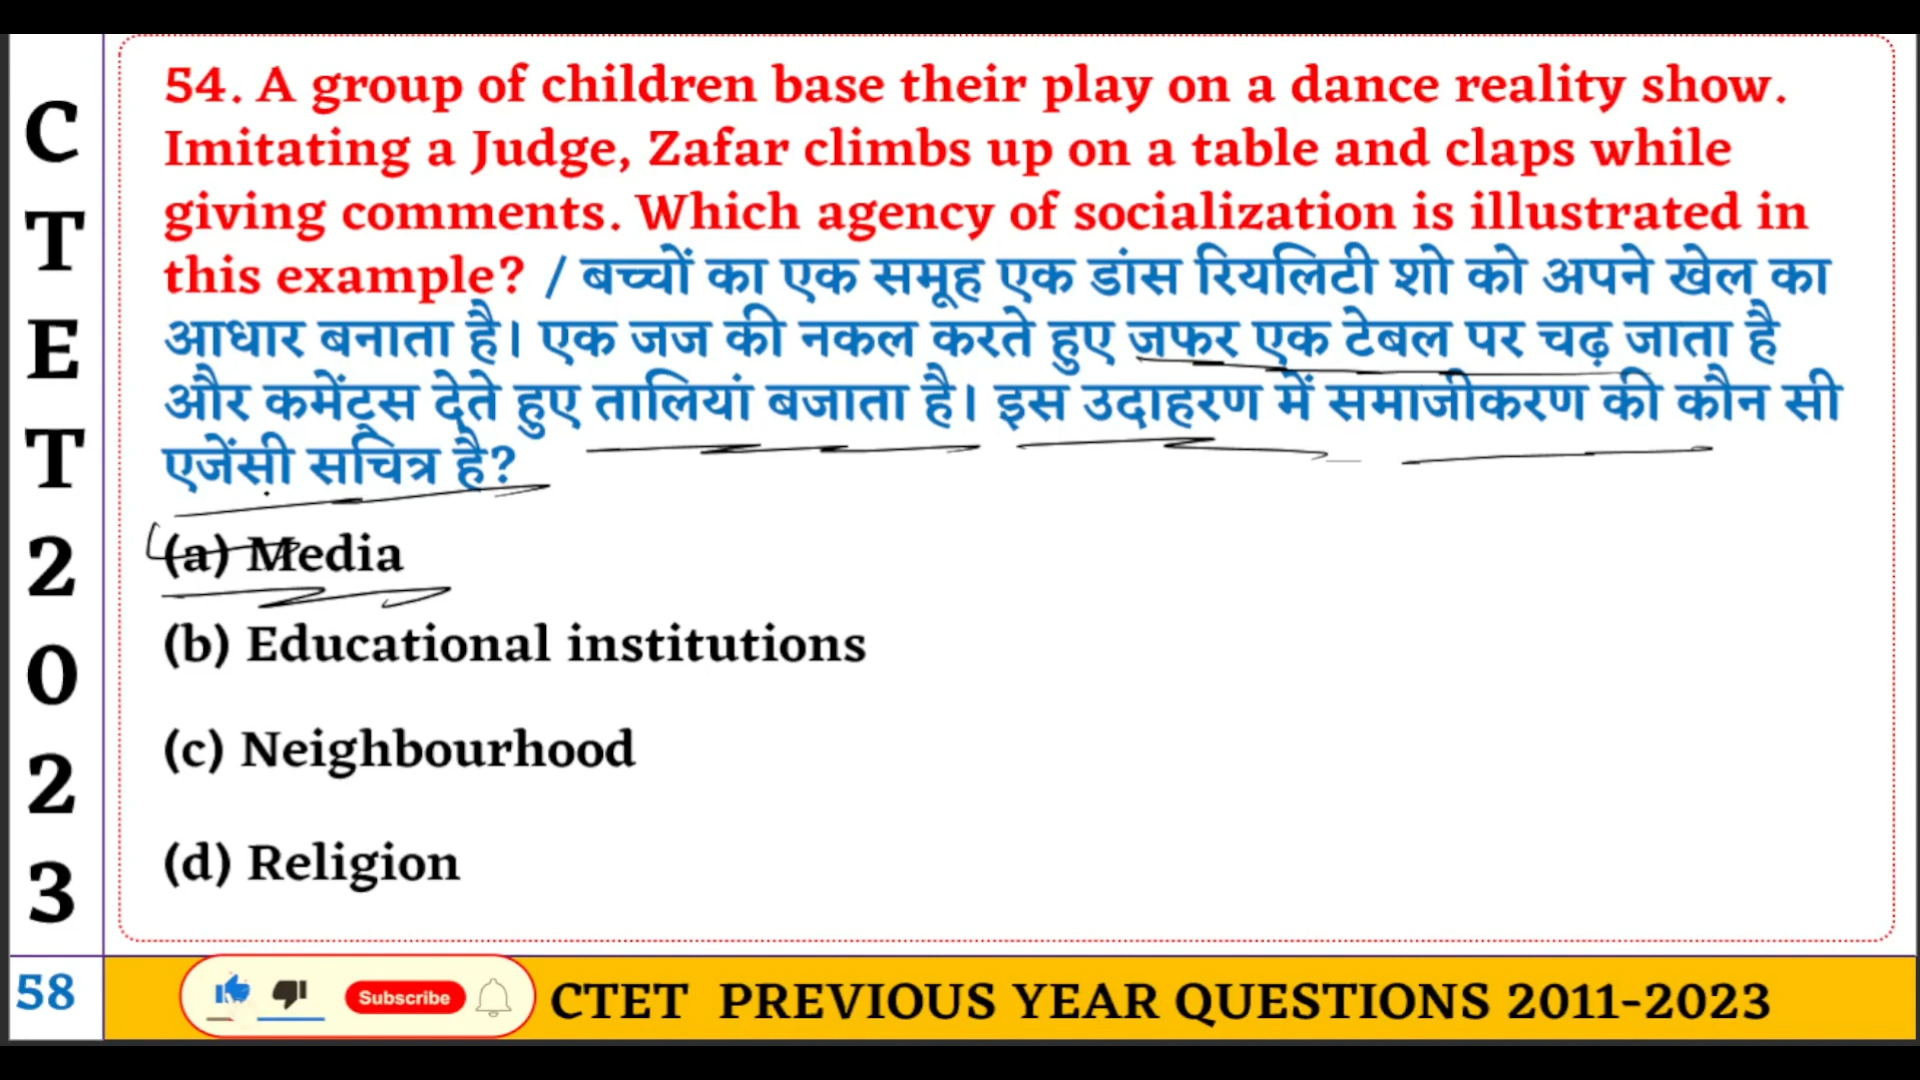 C
T
E
T
2
0
2
3
54. A group of children base their play on a dance reality show.
Imitating a Judge, Zafar climbs up on a table and claps while
giving comments. Which agency of socialization is illustrated in
this example? / बच्चों का एक समूह एक डांस रियलिटी शो को अपने खेल का
आधार बनाता है। एक जज की नकल करते हुए जफर एक टेबल पर चढ़ जाता है
और कमेंट्स देते हुए तालियां बजाता है। इस उदाहरण में समाजीकरण की कौन सी
एजेंसी सचित्र है?
(a) Media
(b) Educational institutions
(c) Neighbourhood
(d) Religion
58
Subscribe
CTET PREVIOUS YEAR QUESTIONS 2011-2023